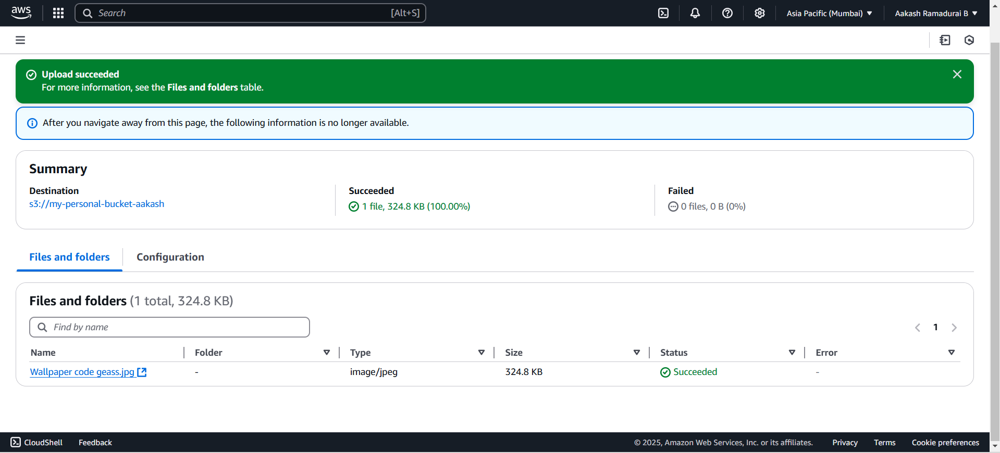 aws
Search [Alt+S]
Asia Pacific (Mumbai)
Aakash Ramadurai B
Upload succeeded
For more information, see the Files and folders table.
After you navigate away from this page, the following information is no longer available.
Summary
Destination
s3://my-personal-bucket-aakash
Succeeded
1 file, 324.8 KB (100.00%)
Failed
0 files, 0 B (0%)
Files and folders
Configuration
Files and folders (1 total, 324.8 KB)
Find by name
1
Name Folder Type Size Status Error
Wallpaper code geass.jpg - image/jpeg 324.8 KB Succeeded -
CloudShell Feedback © 2025, Amazon Web Services, Inc. or its affiliates. Privacy Terms Cookie preferences